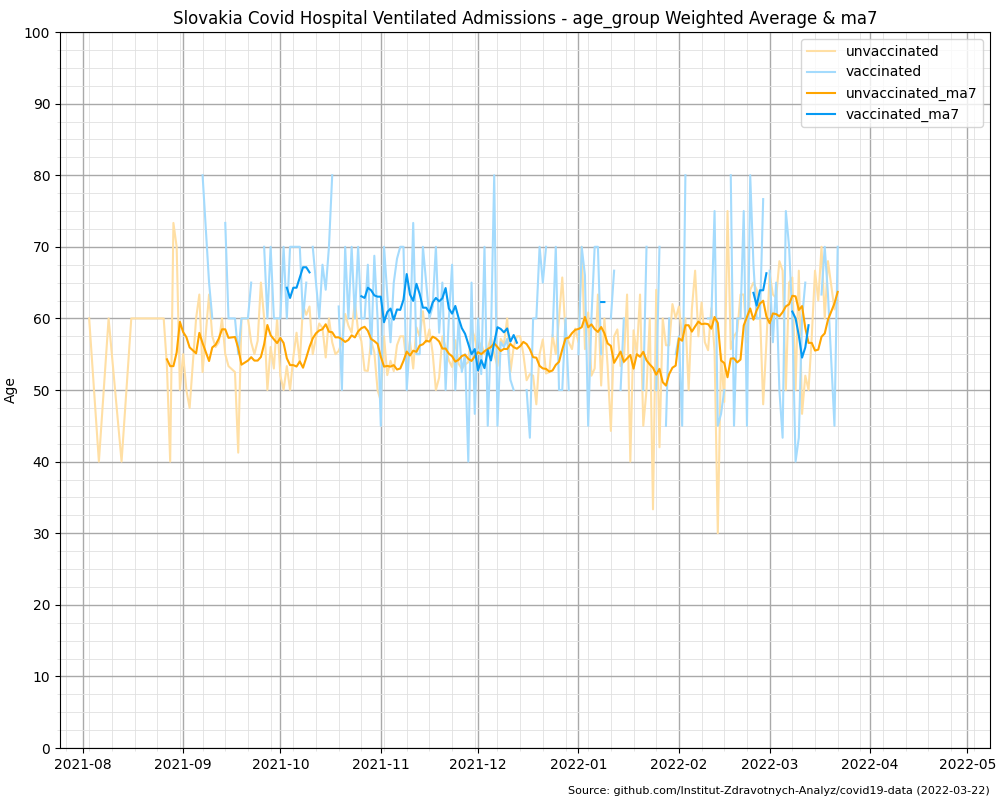 Slovakia Covid Hospital Ventilated Admissions - age_group Weighted Average & ma7
unvaccinated
vaccinated
unvaccinated_ma7
vaccinated_ma7
Age
100
90
80
70
60
50
40
30
20
10
0
2021-08 2021-09 2021-10 2021-11 2021-12 2022-01 2022-02 2022-03 2022-04 2022-05
Source: github.com/Institut-Zdravotnych-Analyz/covid19-data (2022-03-22)